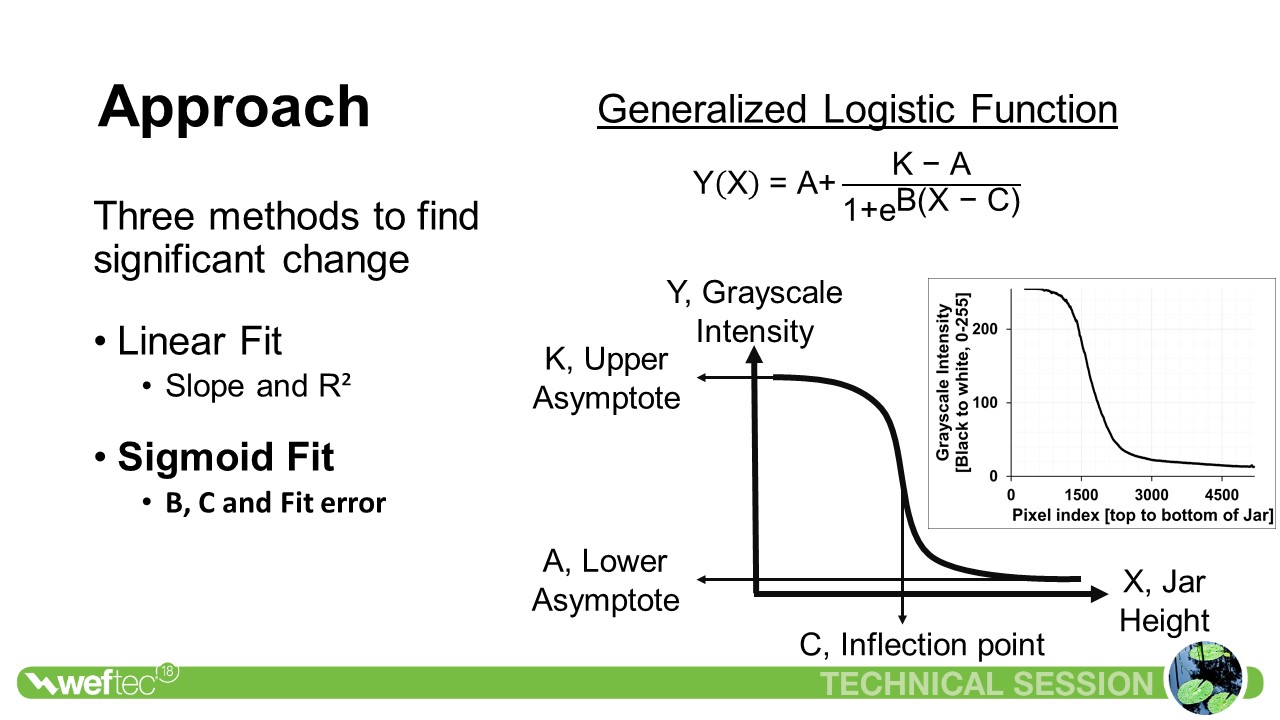 Approach
Three methods to find
significant change
• Linear Fit
• Slope and R²
• Sigmoid Fit
• B, C and Fit error
Generalized Logistic Function
Y(X) = A+ K − A
1+eB(X − C)
Y, Grayscale
Intensity
K, Upper
Asymptote
A, Lower
Asymptote
C, Inflection point
X, Jar
Height
Grayscale Intensity
[Black to white, 0-255]
200
100
0
0 1500 3000 4500
Pixel index [top to bottom of Jar]
weftec 18
TECHNICAL SESSION